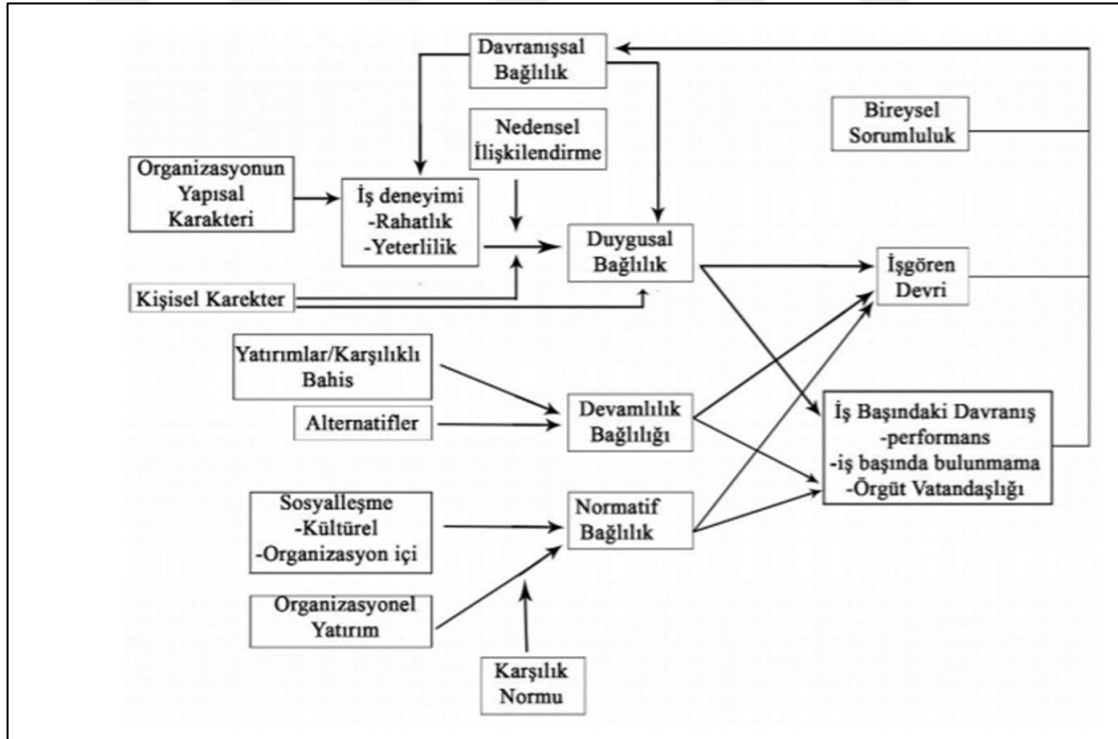 Davranışsal
Bağlılık
Bireysel
Sorumluluk
Nedensel
İlişkilendirme
Organizasyonun
Yapısal
Karakteri
İş deneyimi
-Rahatlık
-Yeterlilik
Duygusal
Bağlılık
İşgören
Devri
Kişisel Karekter
Yatırımlar/Karşılıklı
Bahis
Alternatifler
Devamlılık
Bağlılığı
İş Başındaki Davranış
-performans
-iş başında bulunmama
-Örgüt Vatandaşlığı
Sosyalleşme
-Kültürel
-Organizasyon içi
Normatif
Bağlılık
Organizasyonel
Yatırım
Karşılık
Normu